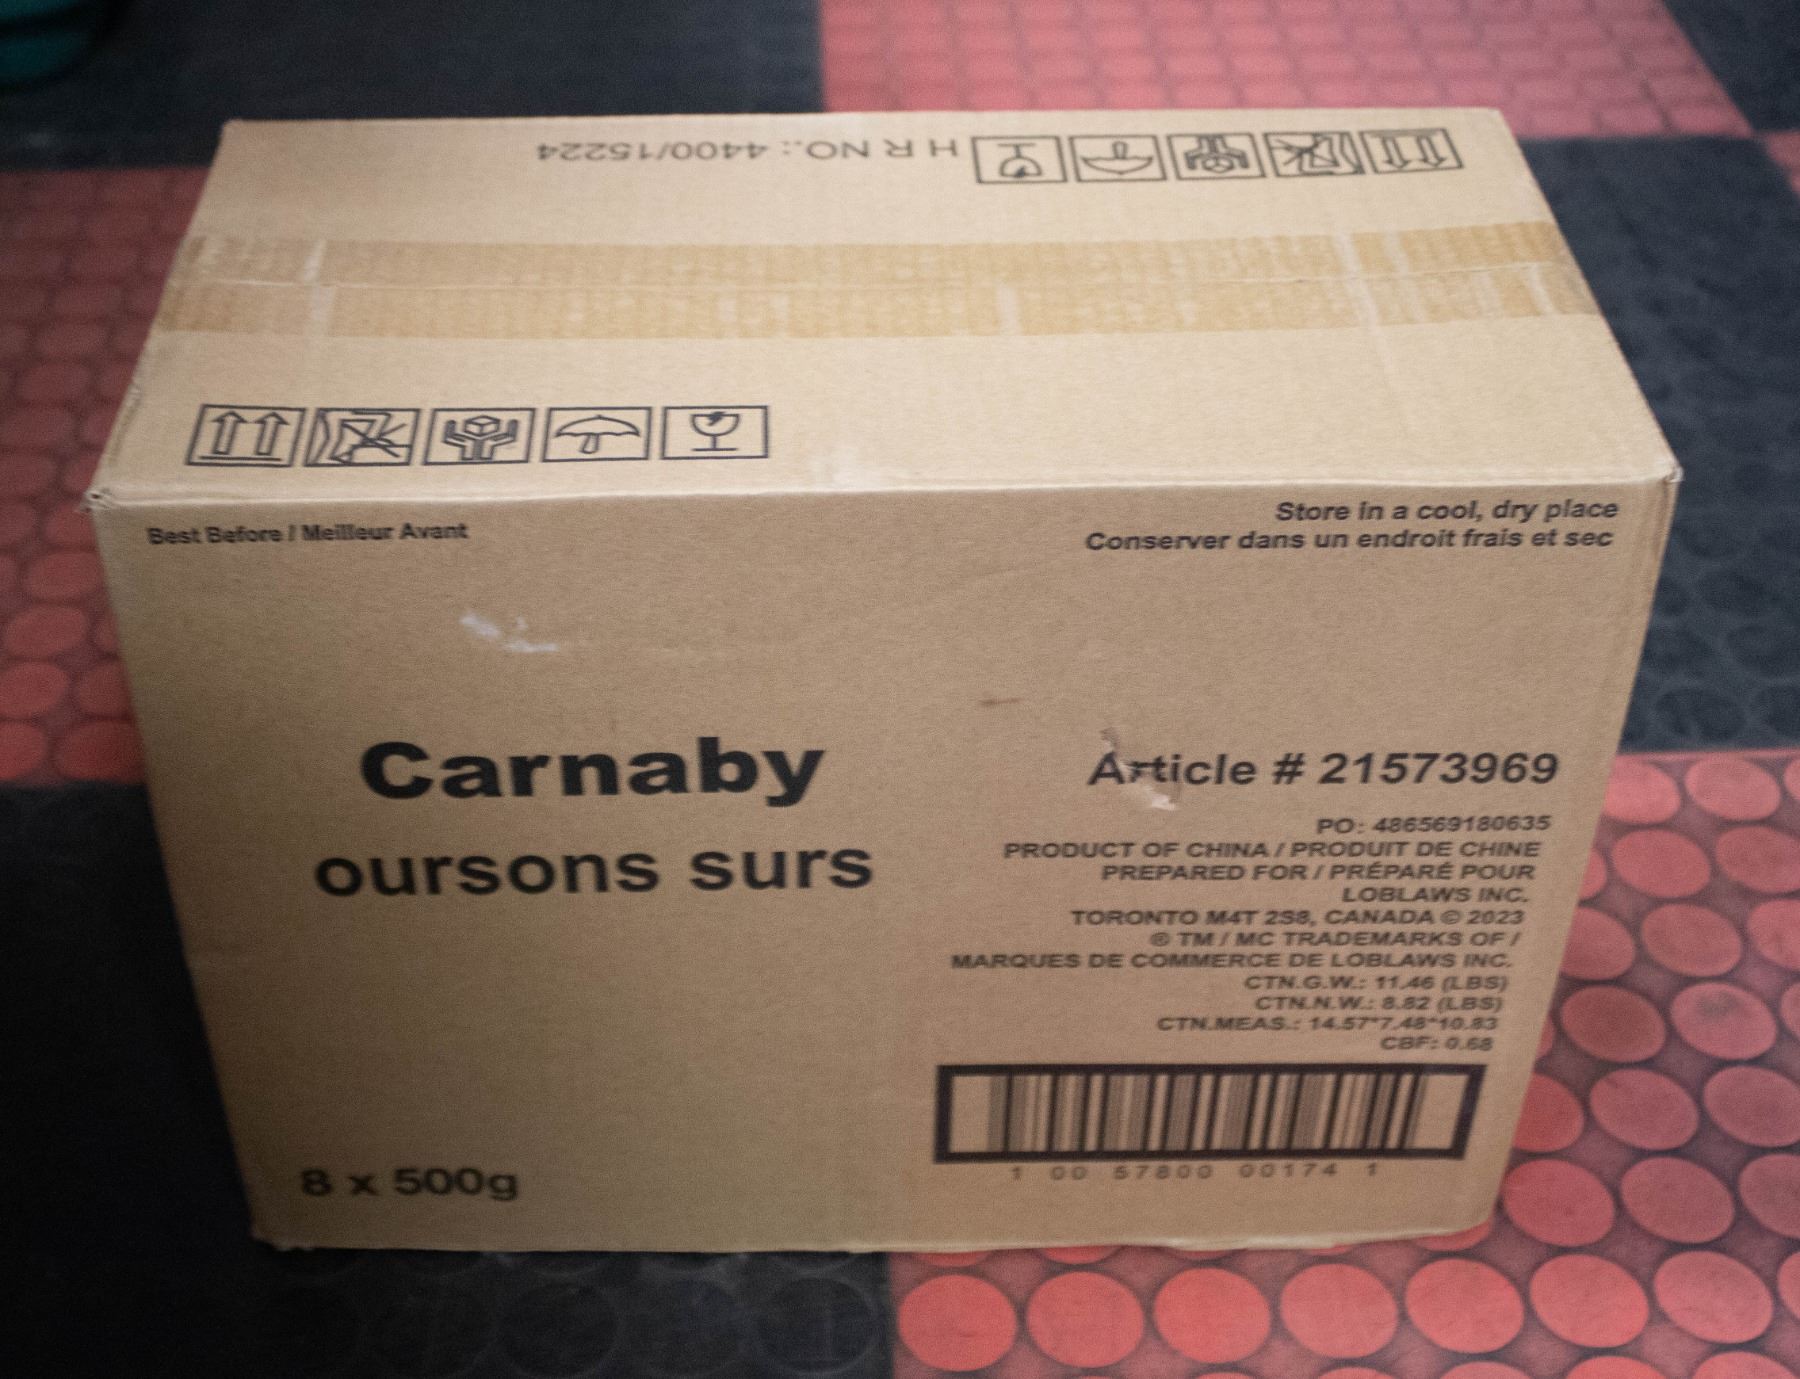 H R NO.: 4400/15224
Best Before / Meilleur Avant
Store in a cool, dry place
Conserver dans un endroit frais et sec
Carnaby
oursons surs
8 x 500g
Article # 21573969
PO: 486569180635
PRODUCT OF CHINA / PRODUIT DE CHINE
PREPARED FOR / PRÉPARÉ POUR
LOBLAWS INC.
TORONTO M4T 2S8, CANADA © 2023
® TM / MC TRADEMARKS OF /
MARQUES DE COMMERCE DE LOBLAWS INC.
CTN.G.W.: 11.46 (LBS)
CTN.N.W.: 8.82 (LBS)
CTN.MEAS.: 14.57*7.48*10.83
CBF: 0.68
1 00 57800 00174 1